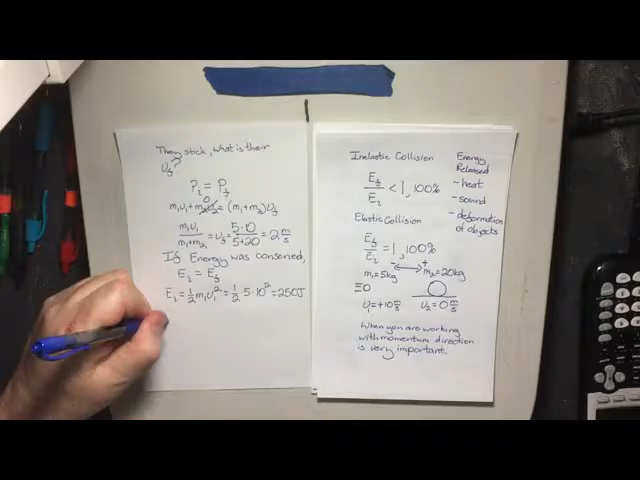 They stick, what is their
v_f?
P_i = P_f
m₁v₁ + m₂v₂⁰ = (m₁+m₂)v_f
m₁v₁/(m₁+m₂) = v_f = 5·10/(5+20) = 2 m/s
If Energy was conserved,
E_i = E_f
E_i = 1/2 m₁v₁² = 1/2·5·10² = 250J
Inelastic Collision
E_f/E_i < 1, 100%
Elastic Collision
E_f/E_i = 1, 100%
- +
m₁=5kg m₂=20kg
v₁=+10 m/s v₂=0 m/s
When you are working
with momentum direction
is very important.
Energy
Released
- heat
- sound
- deformation
of objects